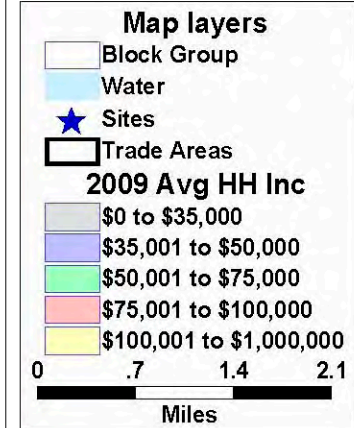 Map layers
Block Group
Water
Sites
Trade Areas
2009 Avg HH Inc
$0 to $35,000
$35,001 to $50,000
$50,001 to $75,000
$75,001 to $100,000
$100,001 to $1,000,000
0 .7 1.4 2.1
Miles